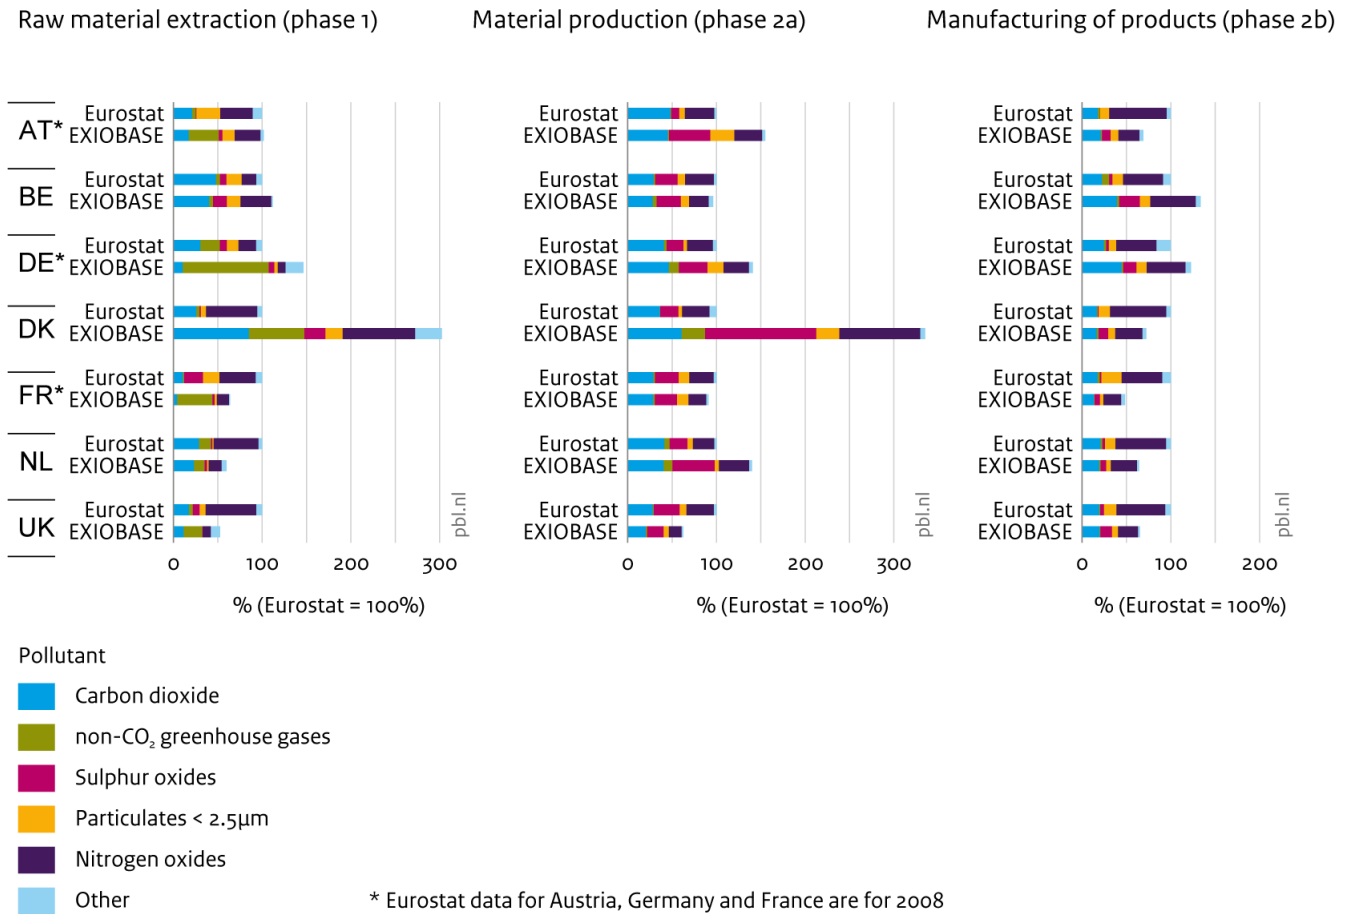 Raw material extraction (phase 1)
Material production (phase 2a)
Manufacturing of products (phase 2b)
AT*
Eurostat
EXIOBASE
Eurostat
EXIOBASE
Eurostat
EXIOBASE
BE
Eurostat
EXIOBASE
Eurostat
EXIOBASE
Eurostat
EXIOBASE
DE*
Eurostat
EXIOBASE
Eurostat
EXIOBASE
Eurostat
EXIOBASE
DK
Eurostat
EXIOBASE
Eurostat
EXIOBASE
Eurostat
EXIOBASE
FR*
Eurostat
EXIOBASE
Eurostat
EXIOBASE
Eurostat
EXIOBASE
NL
Eurostat
EXIOBASE
Eurostat
EXIOBASE
Eurostat
EXIOBASE
UK
Eurostat
EXIOBASE
Eurostat
EXIOBASE
Eurostat
EXIOBASE
pbl.nl
pbl.nl
pbl.nl
0 100 200 300
0 100 200 300
0 100 200
% (Eurostat = 100%)
% (Eurostat = 100%)
% (Eurostat = 100%)
Pollutant
Carbon dioxide
non-CO₂ greenhouse gases
Sulphur oxides
Particulates < 2.5µm
Nitrogen oxides
Other
* Eurostat data for Austria, Germany and France are for 2008